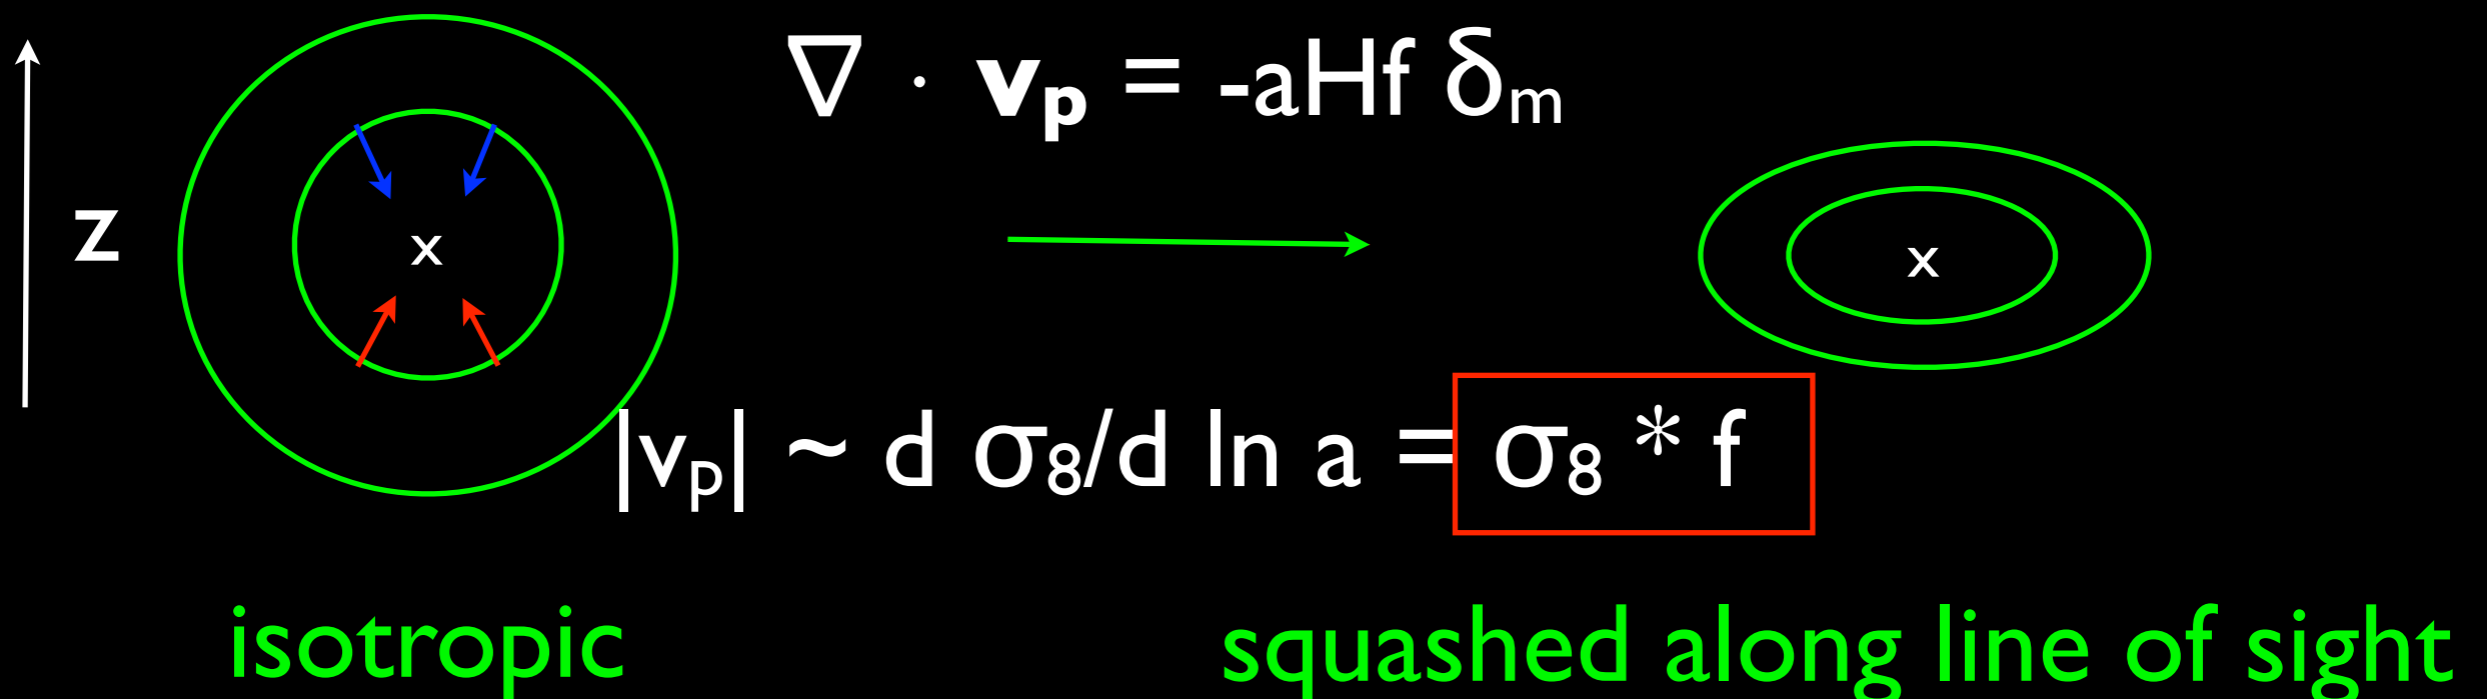 ∇ · vₚ = -aHf δₘ
z
x
x
|vₚ| ~ d σ₈/d ln a = σ₈ * f
isotropic
squashed along line of sight